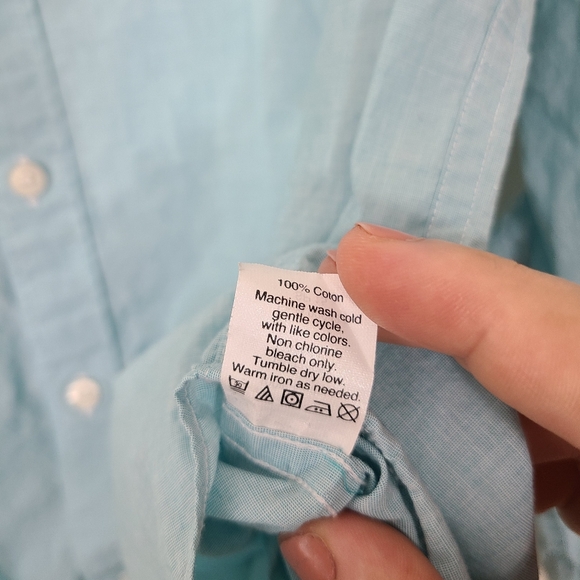 100% Coton
Machine wash cold
gentle cycle,
with like colors.
Non chlorine
bleach only.
Tumble dry low.
Warm iron as needed.